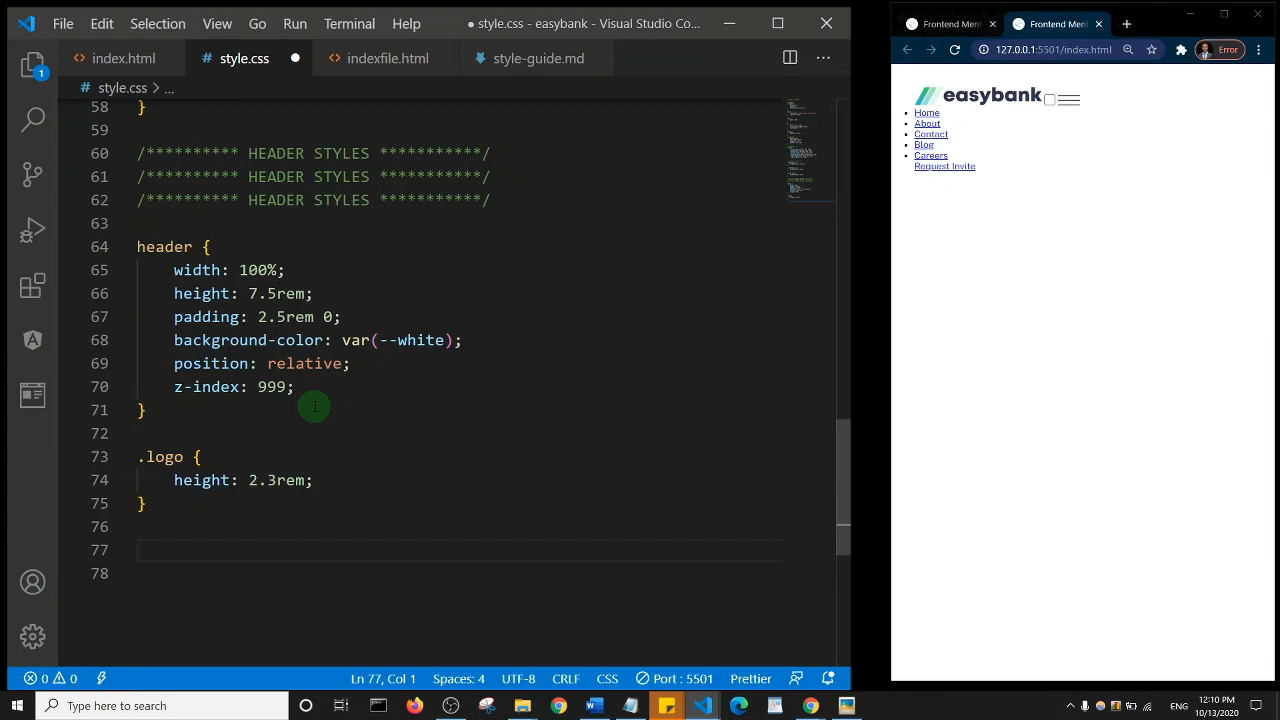 File Edit Selection View Go Run Terminal Help
● style.css - easybank - Visual Studio Co...
index.html # style.css ● indexfile.html style-guide.md
# style.css > ...
1
58 }
59
60 /********** HEADER STYLES ***********/
61 /********** HEADER STYLES ***********/
62 /********** HEADER STYLES ***********/
63
64 header {
65 width: 100%;
66 height: 7.5rem;
67 padding: 2.5rem 0;
68 background-color: var(--white);
69 position: relative;
70 z-index: 999;
71 }
72
73 .logo {
74 height: 2.3rem;
75 }
76
77
78
0 0 Ln 77, Col 1 Spaces: 4 UTF-8 CRLF CSS Port : 5501 Prettier
Frontend Ment Frontend Ment
127.0.0.1:5501/index.html Error
easybank
• Home
• About
• Contact
• Blog
• Careers
Request Invite
Type here to search
ENG
12:10 PM
10/13/2020